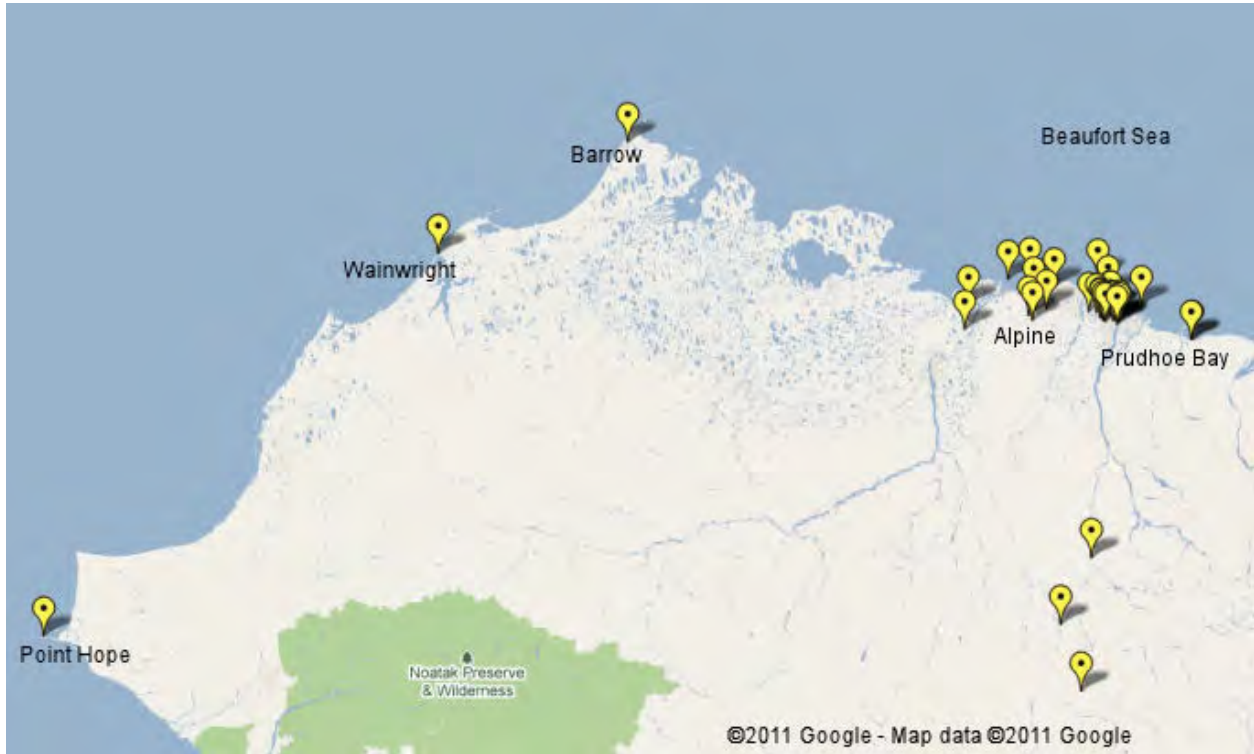 Beaufort Sea
Barrow
Wainwright
Alpine
Prudhoe Bay
Point Hope
Noatak Preserve
& Wilderness
©2011 Google - Map data ©2011 Google